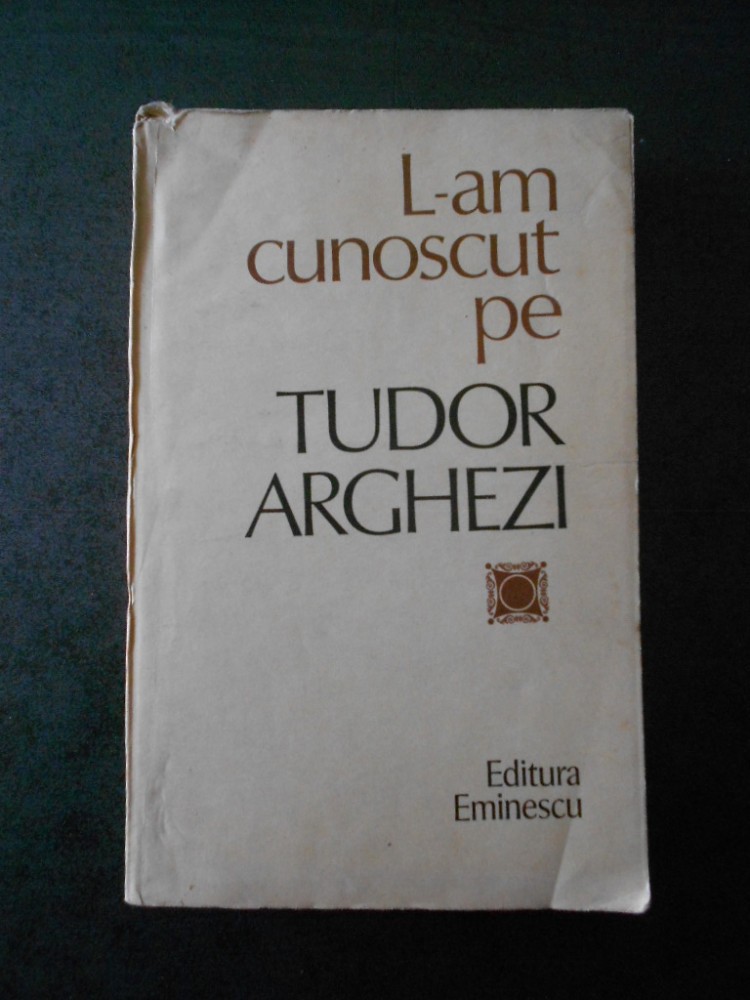 L-am
cunoscut
pe
TUDOR
ARGHEZI
Editura
Eminescu